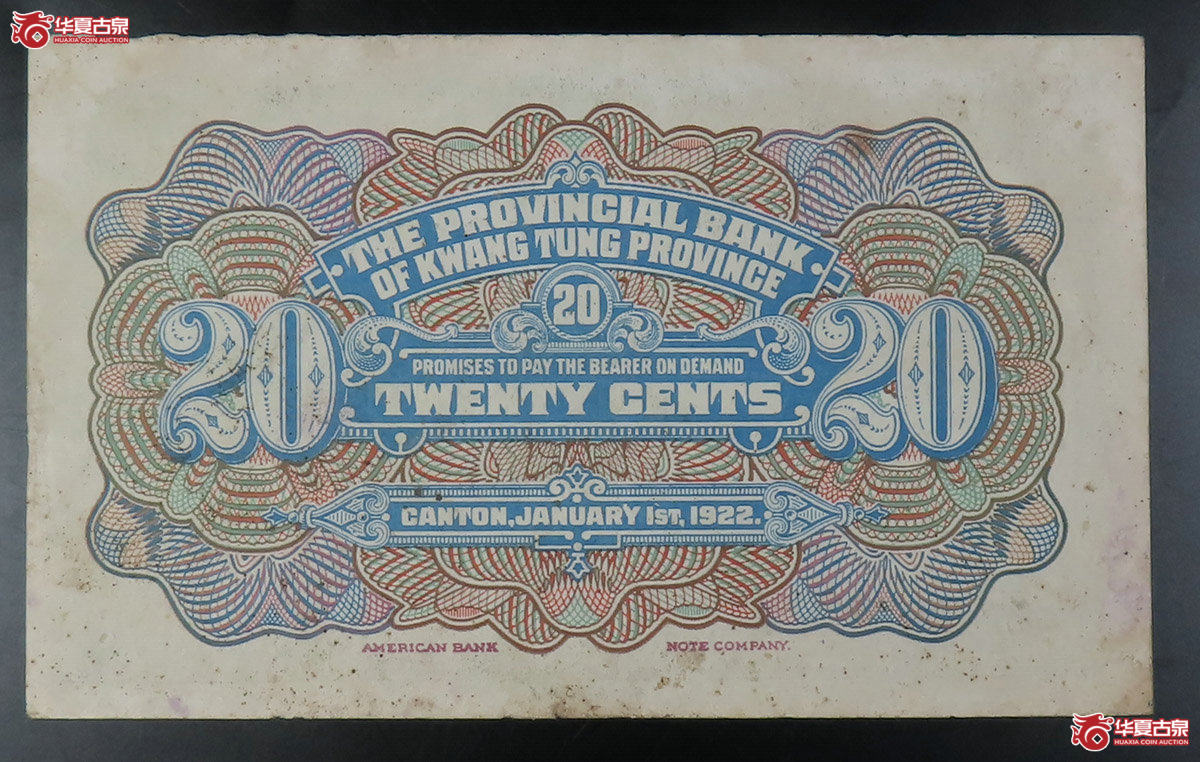 华夏古泉
HUAXIA COIN AUCTION
THE PROVINCIAL BANK
OF KWANG TUNG PROVINCE
20
20
20
PROMISES TO PAY THE BEARER ON DEMAND
TWENTY CENTS
CANTON, JANUARY 1ST, 1922.
AMERICAN BANK NOTE COMPANY.
华夏古泉
HUAXIA COIN AUCTION